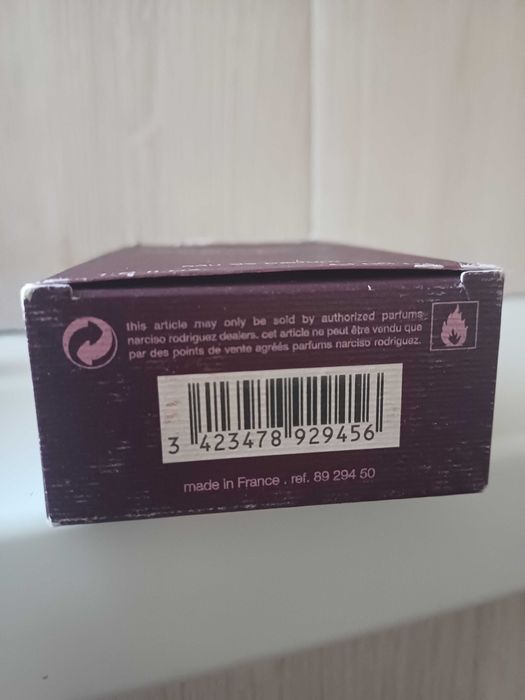 this article may only be sold by authorized parfums
narciso rodriguez dealers. cet article ne peut être vendu que
par des points de vente agréés parfums narciso rodriguez.
3 423478 929456
made in France . ref. 89 294 50